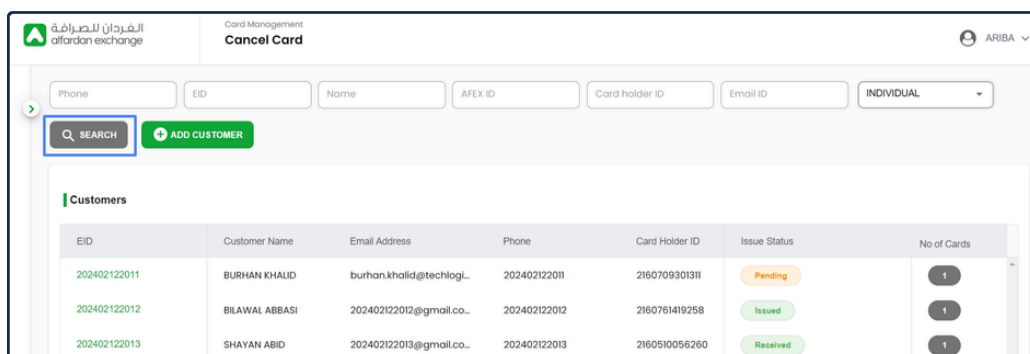 الفردان للصرافة
alfardan exchange
Card Management
Cancel Card
ARIBA
Phone
EID
Name
AFEX ID
Card holder ID
Email ID
INDIVIDUAL
SEARCH
ADD CUSTOMER
Customers
EID Customer Name Email Address Phone Card Holder ID Issue Status No of Cards
202402122011 BURHAN KHALID burhan.khalid@techlogi... 202402122011 2160709301311 Pending 1
202402122012 BILAWAL ABBASI 202402122012@gmail.co... 202402122012 2160761419258 Issued 1
202402122013 SHAYAN ABID 202402122013@gmail.co... 202402122013 2160510056260 Received 1